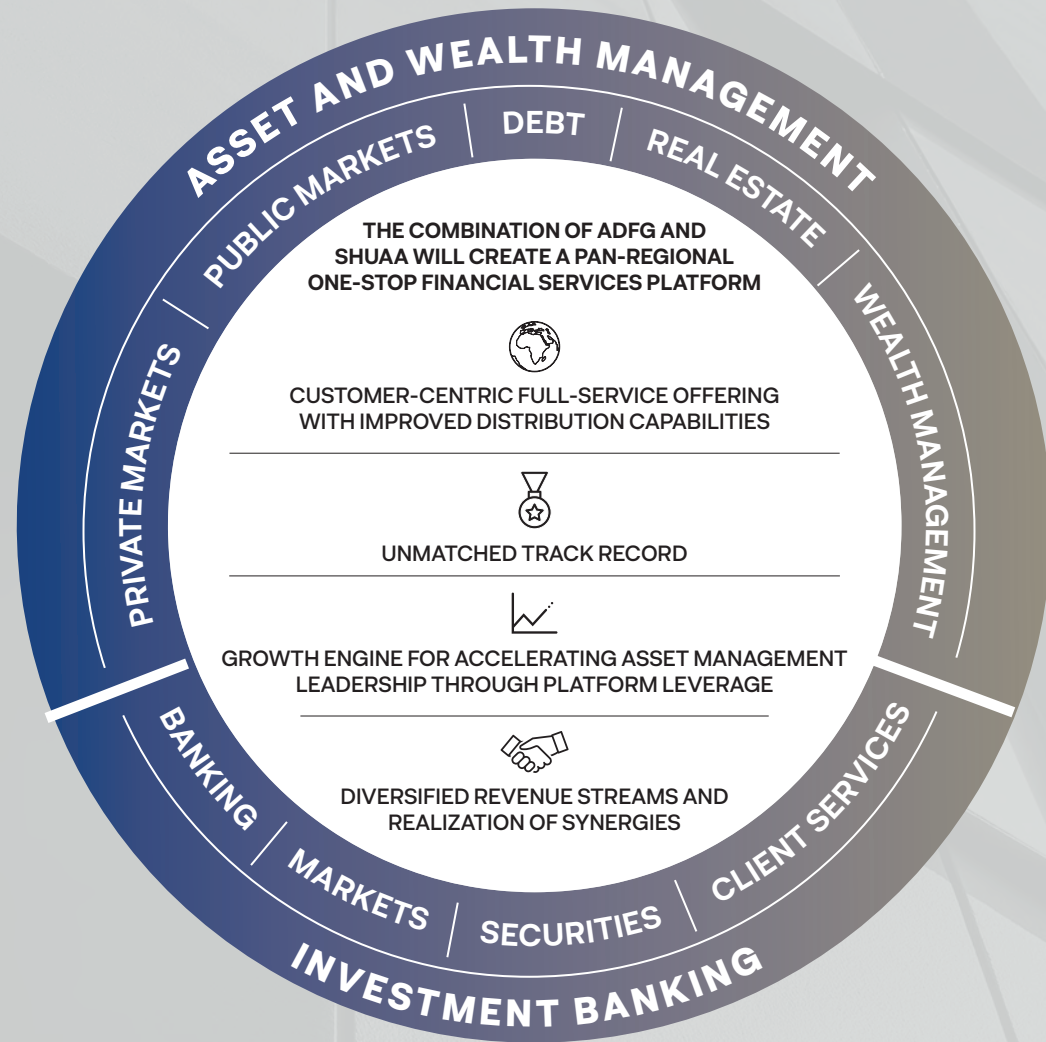 ASSET AND WEALTH MANAGEMENT
PRIVATE MARKETS
PUBLIC MARKETS
DEBT
REAL ESTATE
WEALTH MANAGEMENT
THE COMBINATION OF ADFG AND
SHUAA WILL CREATE A PAN-REGIONAL
ONE-STOP FINANCIAL SERVICES PLATFORM
CUSTOMER-CENTRIC FULL-SERVICE OFFERING
WITH IMPROVED DISTRIBUTION CAPABILITIES
UNMATCHED TRACK RECORD
GROWTH ENGINE FOR ACCELERATING ASSET MANAGEMENT
LEADERSHIP THROUGH PLATFORM LEVERAGE
DIVERSIFIED REVENUE STREAMS AND
REALIZATION OF SYNERGIES
BANKING
MARKETS
SECURITIES
CLIENT SERVICES
INVESTMENT BANKING